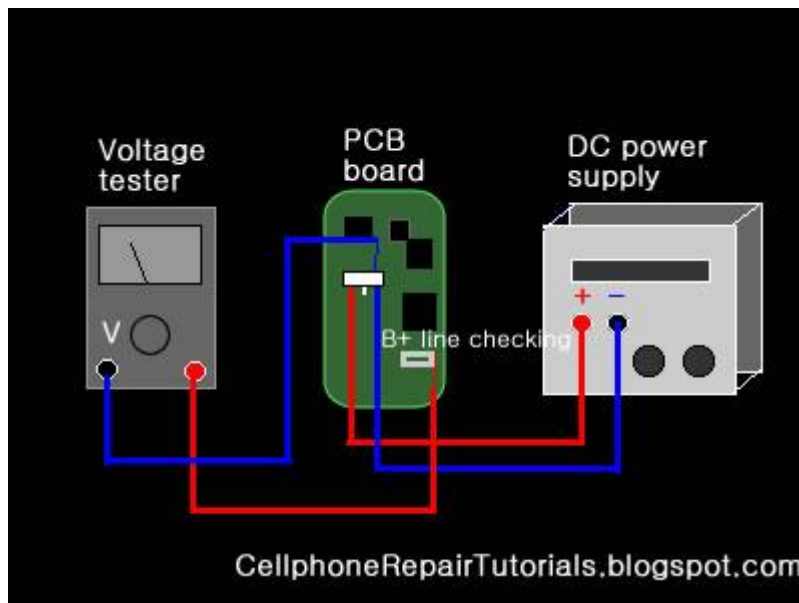 Voltage
tester
PCB
board
DC power
supply
+ −
V
B+ line checking
CellphoneRepairTutorials.blogspot.com